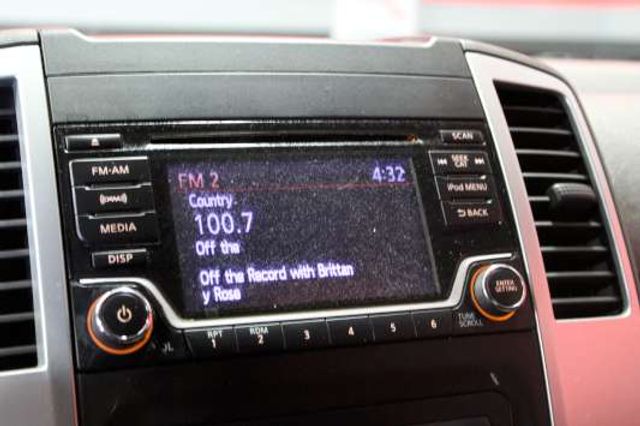 SCAN
FM·AM
SEEK
CAT
FM 2 4:32
Country
100.7
Off the
Off the Record with Brittan
y Rose
((SXM))
iPod MENU
MEDIA
BACK
DISP
ENTER
SETTING
TUNE
SCROLL
RPT RDM
1 2 3 4 5 6